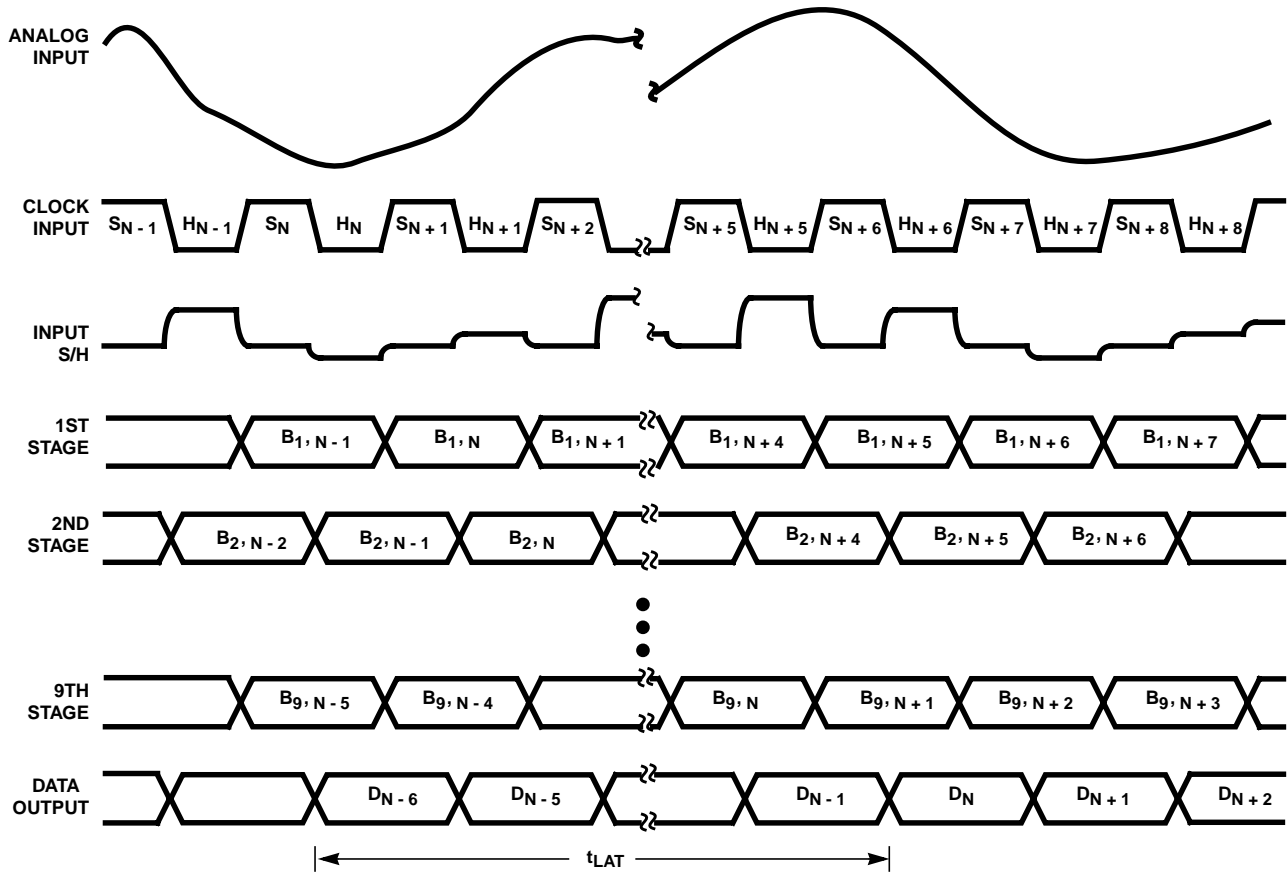 ANALOG
INPUT
CLOCK
INPUT
S_N - 1 H_N - 1 S_N H_N S_N + 1 H_N + 1 S_N + 2 S_N + 5 H_N + 5 S_N + 6 H_N + 6 S_N + 7 H_N + 7 S_N + 8 H_N + 8
INPUT
S/H
1ST
STAGE
B_1, N - 1 B_1, N B_1, N + 1 B_1, N + 4 B_1, N + 5 B_1, N + 6 B_1, N + 7
2ND
STAGE
B_2, N - 2 B_2, N - 1 B_2, N B_2, N + 4 B_2, N + 5 B_2, N + 6
9TH
STAGE
B_9, N - 5 B_9, N - 4 B_9, N B_9, N + 1 B_9, N + 2 B_9, N + 3
DATA
OUTPUT
D_N - 6 D_N - 5 D_N - 1 D_N D_N + 1 D_N + 2
t_LAT